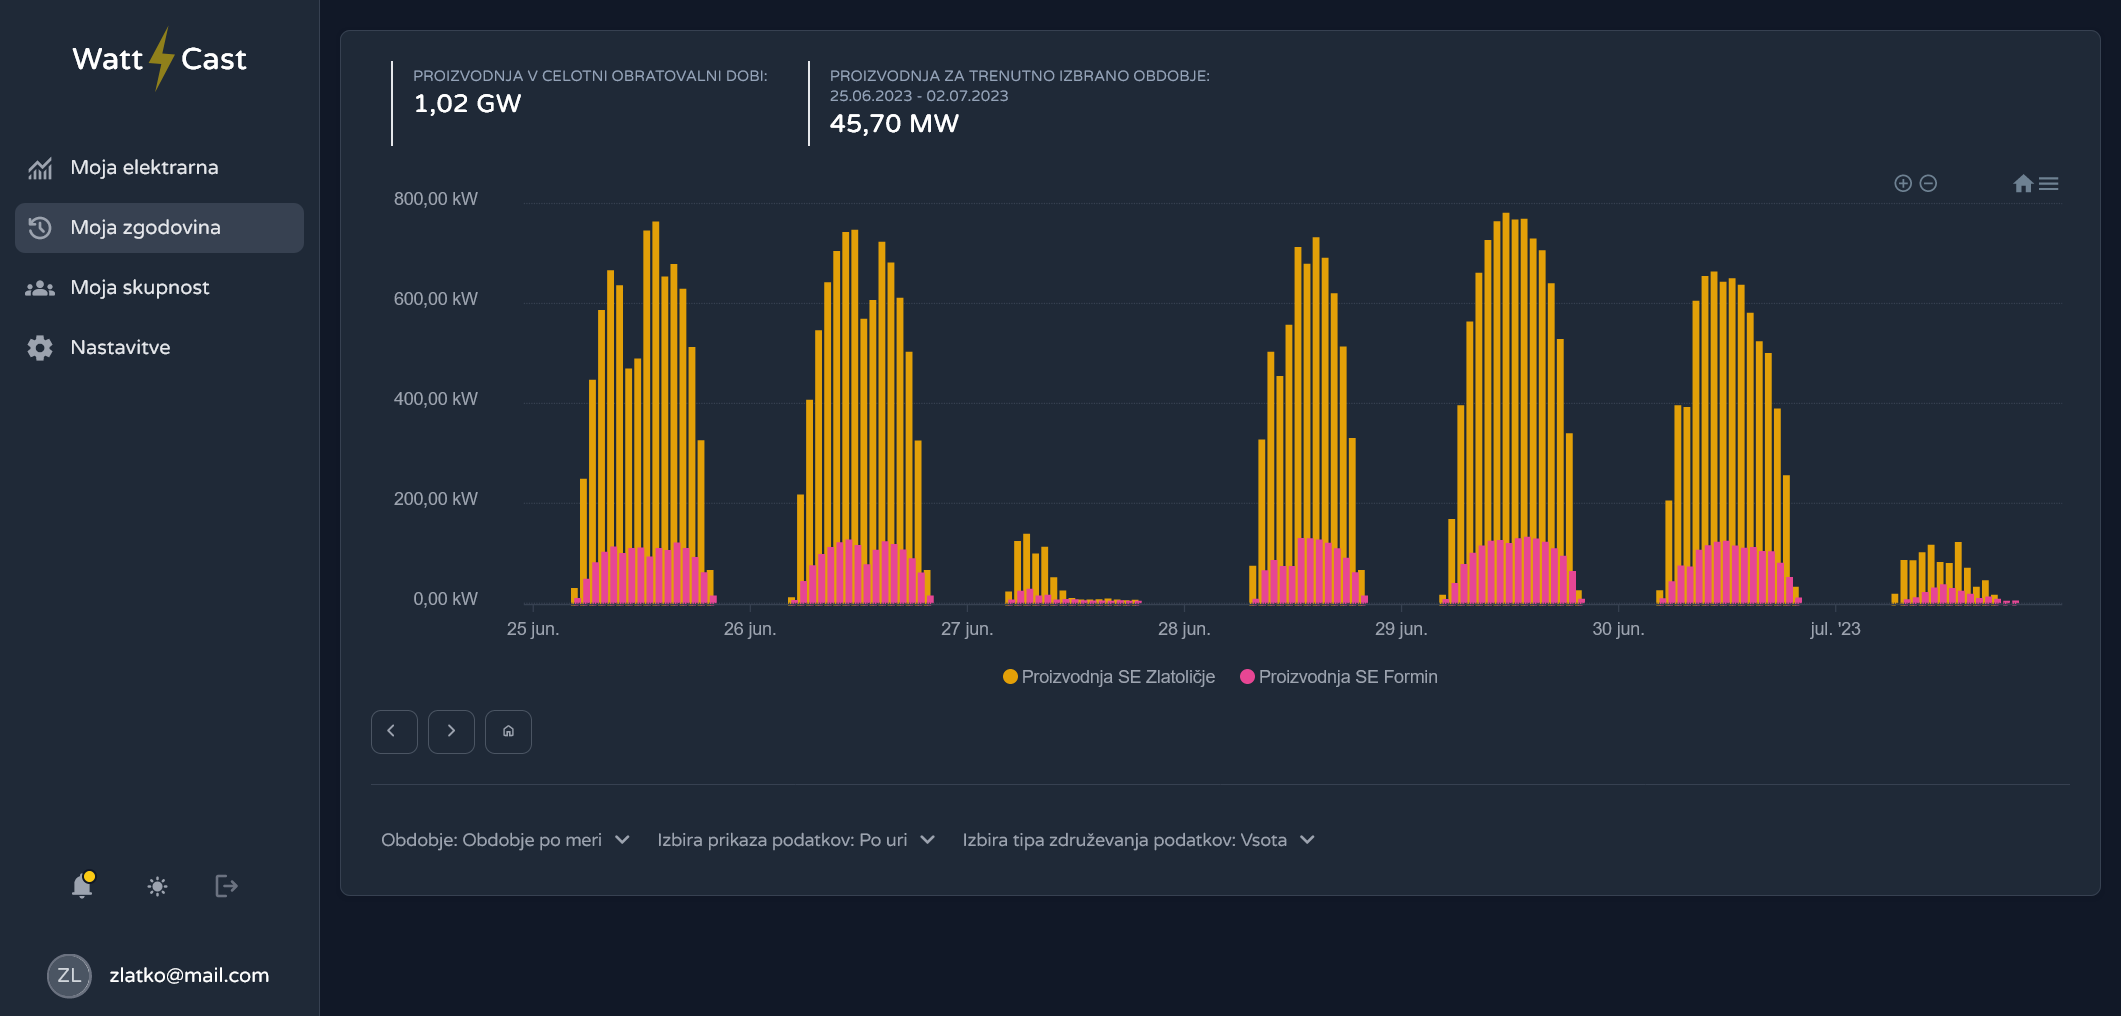 Watt Cast
Moja elektrarna
Moja zgodovina
Moja skupnost
Nastavitve
ZL
zlatko@mail.com
PROIZVODNJA V CELOTNI OBRATOVALNI DOBI:
1,02 GW
PROIZVODNJA ZA TRENUTNO IZBRANO OBDOBJE:
25.06.2023 - 02.07.2023
45,70 MW
800,00 kW
600,00 kW
400,00 kW
200,00 kW
0,00 kW
25 jun. 26 jun. 27 jun. 28 jun. 29 jun. 30 jun. jul. '23
Proizvodnja SE Zlatoličje Proizvodnja SE Formin
Obdobje: Obdobje po meri Izbira prikaza podatkov: Po uri Izbira tipa združevanja podatkov: Vsota